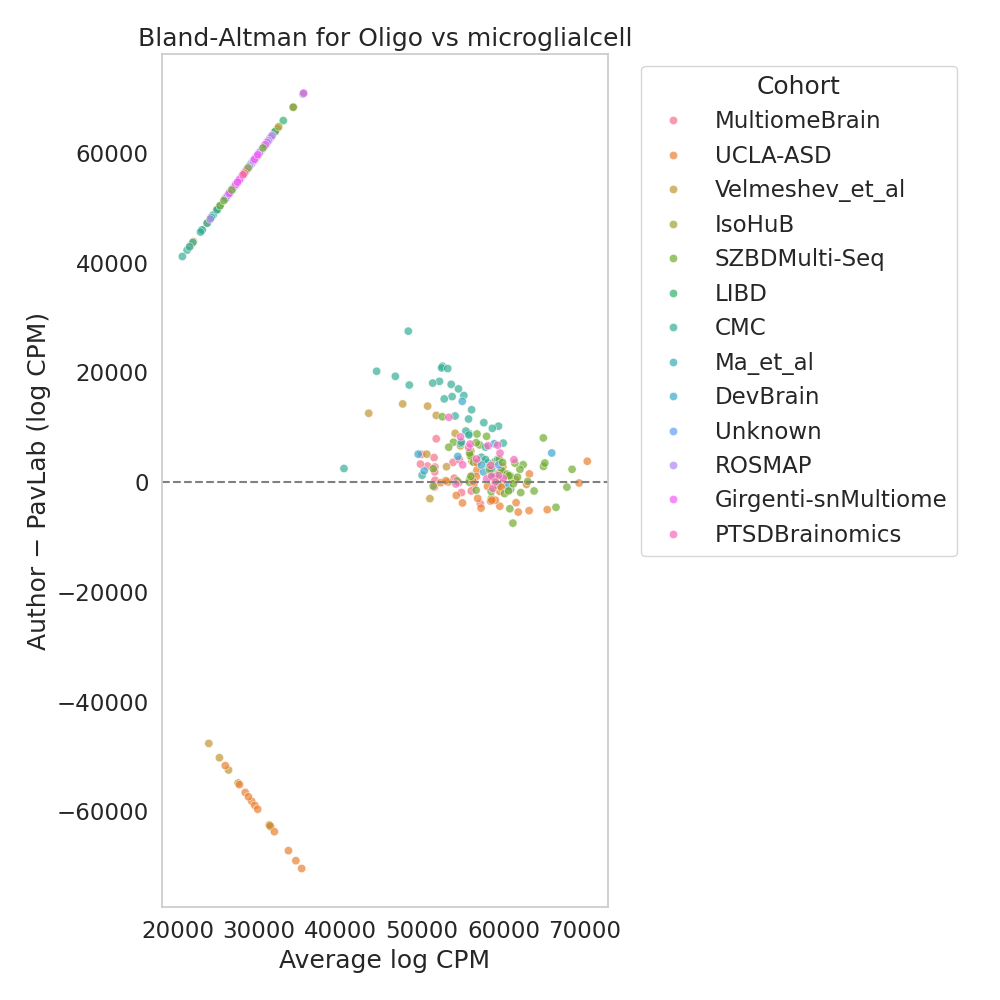 Bland-Altman for Oligo vs microglialcell
Cohort
MultiomeBrain
UCLA-ASD
Velmeshev_et_al
IsoHuB
SZBDMulti-Seq
LIBD
CMC
Ma_et_al
DevBrain
Unknown
ROSMAP
Girgenti-snMultiome
PTSDBrainomics
Author − PavLab (log CPM)
60000
40000
20000
0
−20000
−40000
−60000
20000 30000 40000 50000 60000 70000
Average log CPM